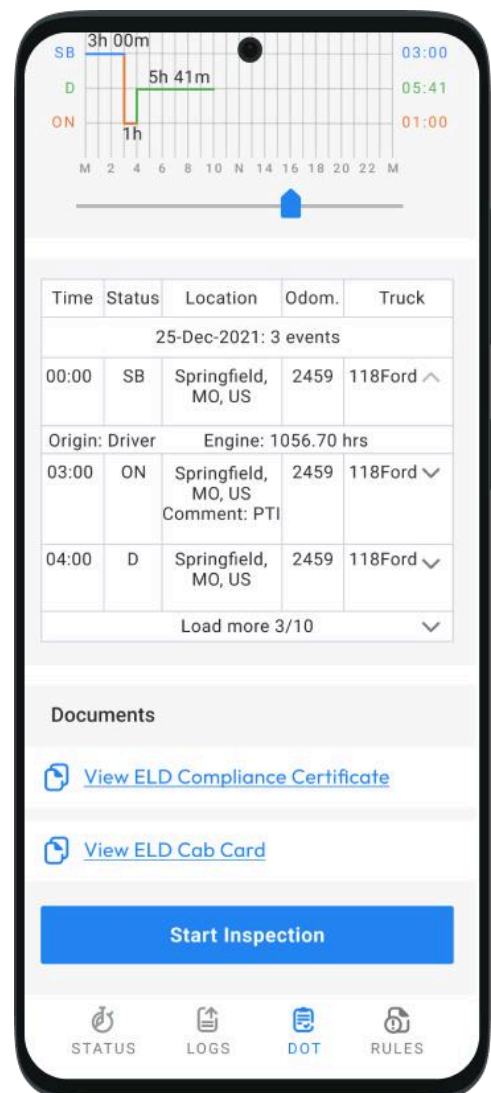 3h 00m
SB 03:00
5h 41m
D 05:41
ON 01:00
1h
M 2 4 6 8 10 N 14 16 18 20 22 M
Time Status Location Odom. Truck
25-Dec-2021: 3 events
00:00 SB Springfield, 2459 118Ford
MO, US
Origin: Driver Engine: 1056.70 hrs
03:00 ON Springfield, 2459 118Ford
MO, US
Comment: PTI
04:00 D Springfield, 2459 118Ford
MO, US
Load more 3/10
Documents
View ELD Compliance Certificate
View ELD Cab Card
Start Inspection
STATUS LOGS DOT RULES